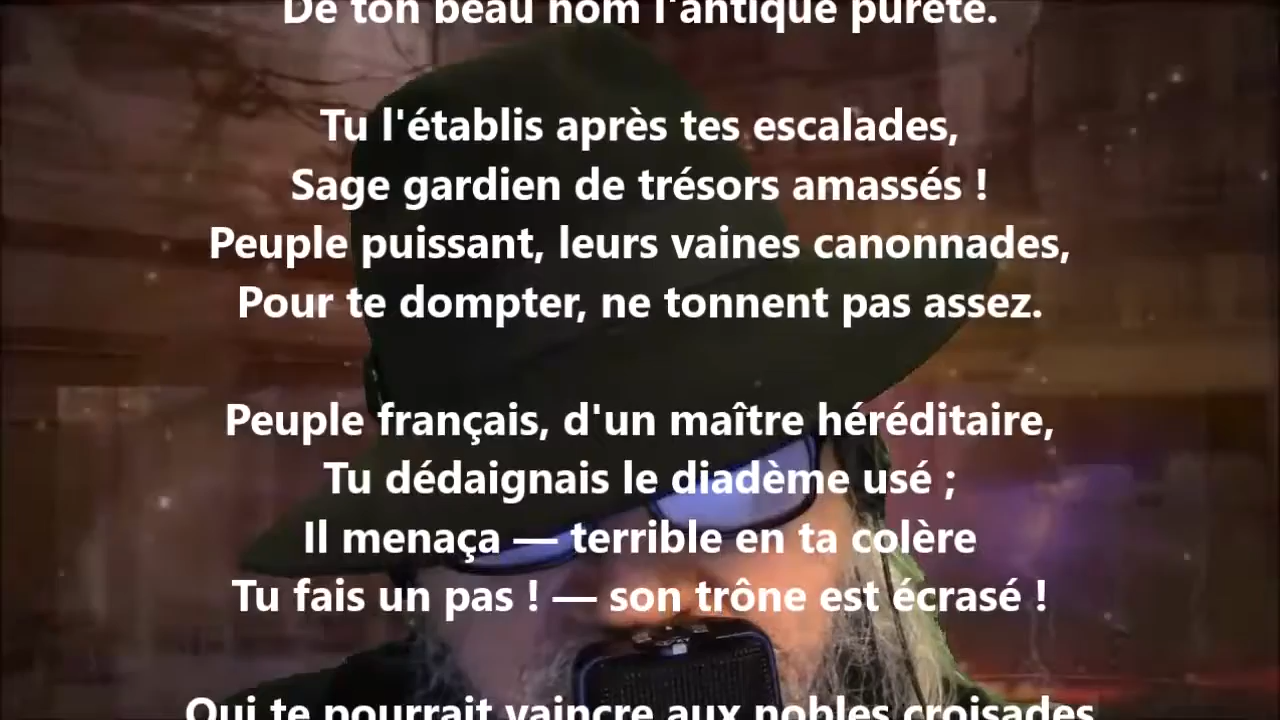 De ton beau nom l'antique pureté.
Tu l'établis après tes escalades,
Sage gardien de trésors amassés !
Peuple puissant, leurs vaines canonnades,
Pour te dompter, ne tonnent pas assez.
Peuple français, d'un maître héréditaire,
Tu dédaignais le diadème usé ;
Il menaça — terrible en ta colère
Tu fais un pas ! — son trône est écrasé !
Qui te pourrait vaincre aux nobles croisades